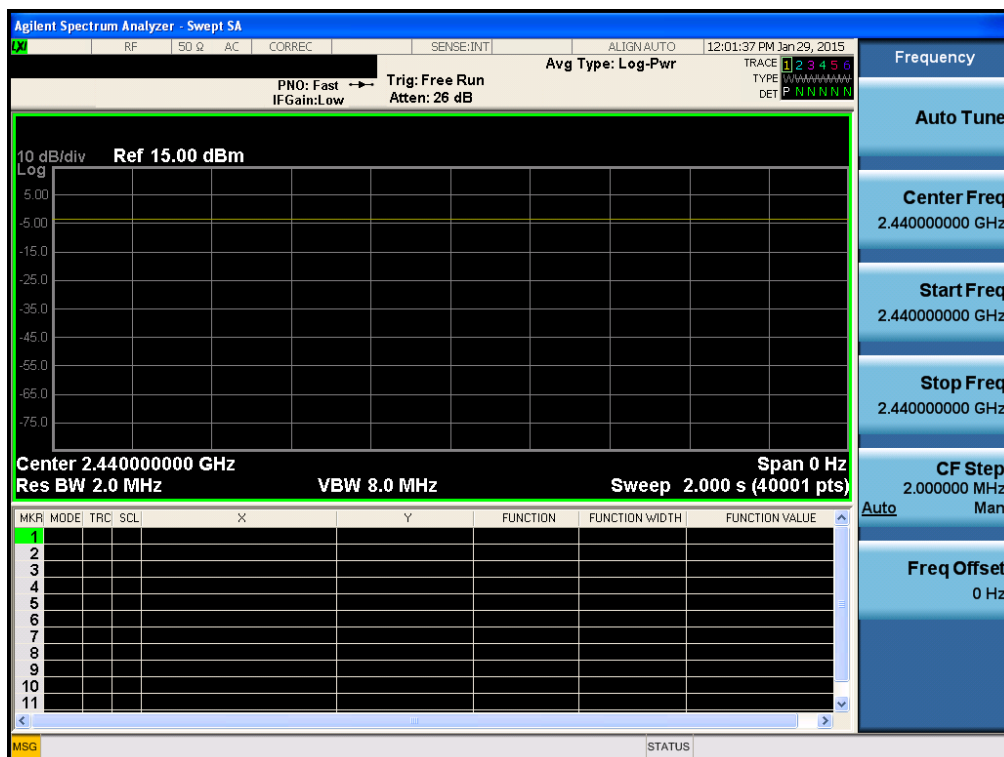 Agilent Spectrum Analyzer - Swept SA
LXI RF 50 Ω AC CORREC SENSE:INT ALIGN AUTO 12:01:37 PM Jan 29, 2015
Avg Type: Log-Pwr
TRACE 1 2 3 4 5 6
TYPE
DET P N N N N N
PNO: Fast
IFGain:Low
Trig: Free Run
Atten: 26 dB
10 dB/div
Log
Ref 15.00 dBm
5.00
-5.00
-15.0
-25.0
-35.0
-45.0
-55.0
-65.0
-75.0
Center 2.440000000 GHz
Span 0 Hz
Res BW 2.0 MHz
VBW 8.0 MHz
Sweep 2.000 s (40001 pts)
MKR MODE TRC SCL X Y FUNCTION FUNCTION WIDTH FUNCTION VALUE
1
2
3
4
5
6
7
8
9
10
11
MSG
STATUS
Frequency
Auto Tune
Center Freq
2.440000000 GHz
Start Freq
2.440000000 GHz
Stop Freq
2.440000000 GHz
CF Step
2.000000 MHz
Auto Man
Freq Offset
0 Hz